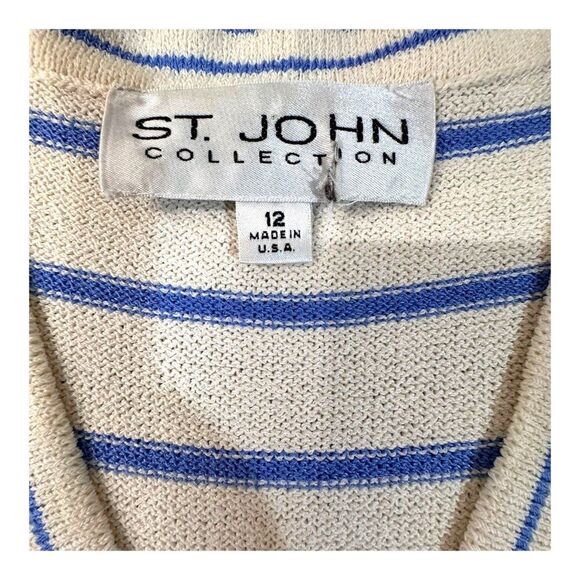 ST. JOHN
COLLECTION
12
MADE IN
U.S.A.